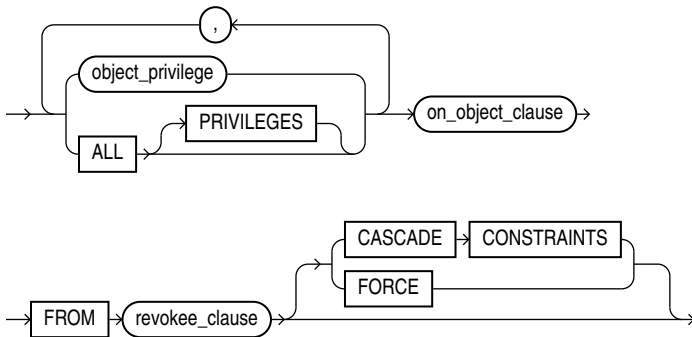 ,
object_privilege
ALL PRIVILEGES on_object_clause
CASCADE CONSTRAINTS
FORCE
FROM revokee_clause